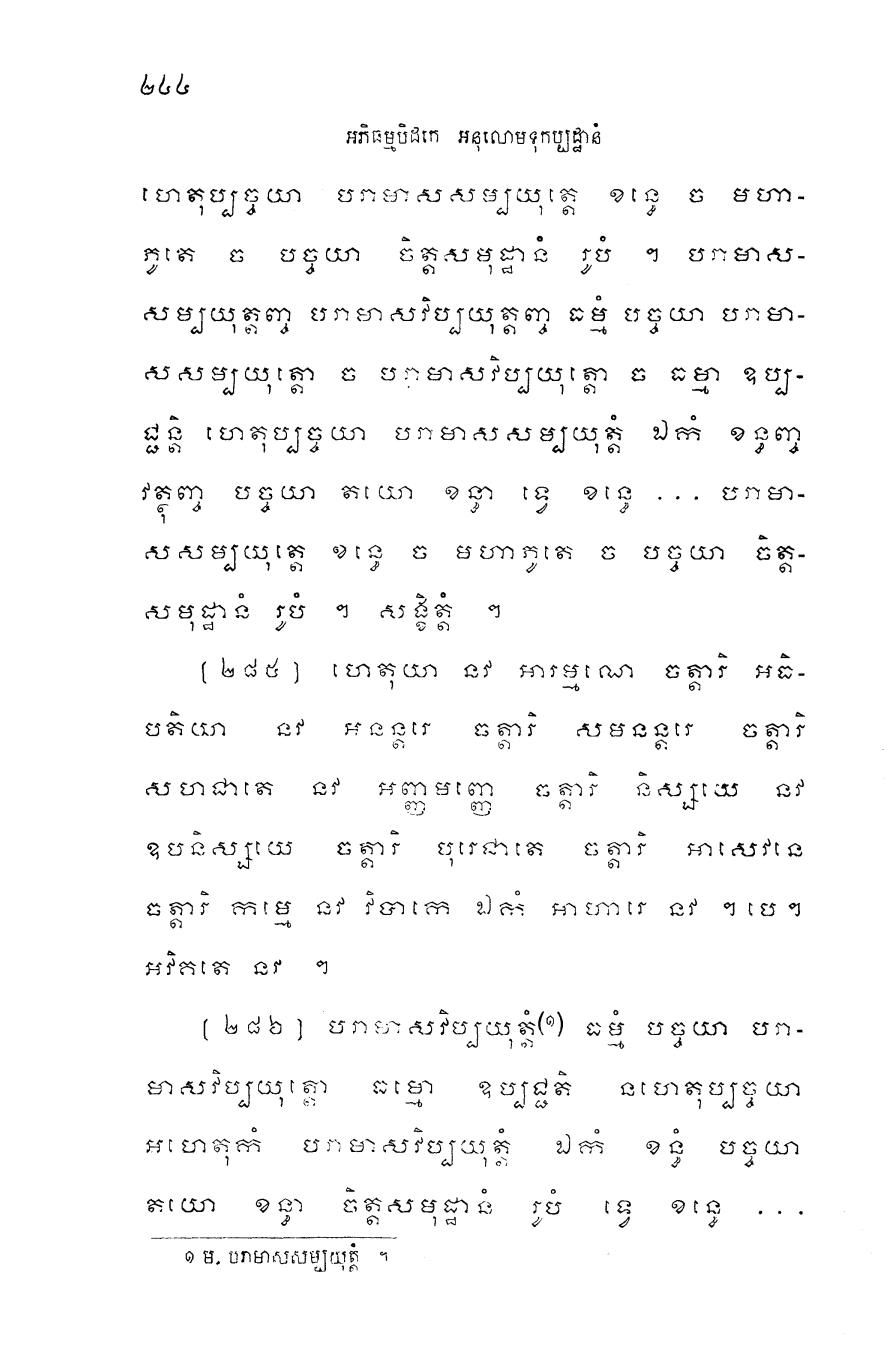 ២៤៤
អភិធម្មបិដកេ អនុលោមទុកប្បដ្ឋានំ
ហេតុប្បច្ចយា បរាមាសសម្បយុត្តេ ខន្ធេ ច មហា-
ភូតេ ច បច្ចយា ចិត្តសមុដ្ឋានំ រូបំ ។ បរាមាស-
សម្បយុត្តញ្ច បរាមាសវិប្បយុត្តញ្ច ធម្មំ បច្ចយា បរាមា-
សសម្បយុត្តោ ច បរាមាសវិប្បយុត្តោ ច ធម្មា ឧប្ប-
ជ្ជន្តិ ហេតុប្បច្ចយា បរាមាសសម្បយុត្តំ ឯកំ ខន្ធញ្ច
វត្ថុញ្ច បច្ចយា តយោ ខន្ធា ទ្វេ ខន្ធេ ... បរាមា-
សសម្បយុត្តេ ខន្ធេ ច មហាភូតេ ច បច្ចយា ចិត្ត-
សមុដ្ឋានំ រូបំ ។ សង្ខិត្តំ ។
[ ២៨៥ ] ហេតុយា នវ អារម្មណេ ចត្តារិ អធិ-
បតិយា នវ អនន្តរេ ចត្តារិ សមនន្តរេ ចត្តារិ
សហជាតេ នវ អញ្ញមញ្ញេ ចត្តារិ និស្សយេ នវ
ឧបនិស្សយេ ចត្តារិ បុរេជាតេ ចត្តារិ អាសេវនេ
ចត្តារិ កម្មេ នវ វិបាកេ ឯកំ អាហារេ នវ ។បេ។
អវិគតេ នវ ។
[ ២៨៦ ] បរាមាសវិប្បយុត្តំ(១) ធម្មំ បច្ចយា បរា-
មាសវិប្បយុត្តោ ធម្មោ ឧប្បជ្ជតិ នហេតុប្បច្ចយា
អហេតុកំ បរាមាសវិប្បយុត្តំ ឯកំ ខន្ធំ បច្ចយា
តយោ ខន្ធា ចិត្តសមុដ្ឋានំ រូបំ ទ្វេ ខន្ធេ ...
១ ម. បរាមាសសម្បយុត្តំ ។